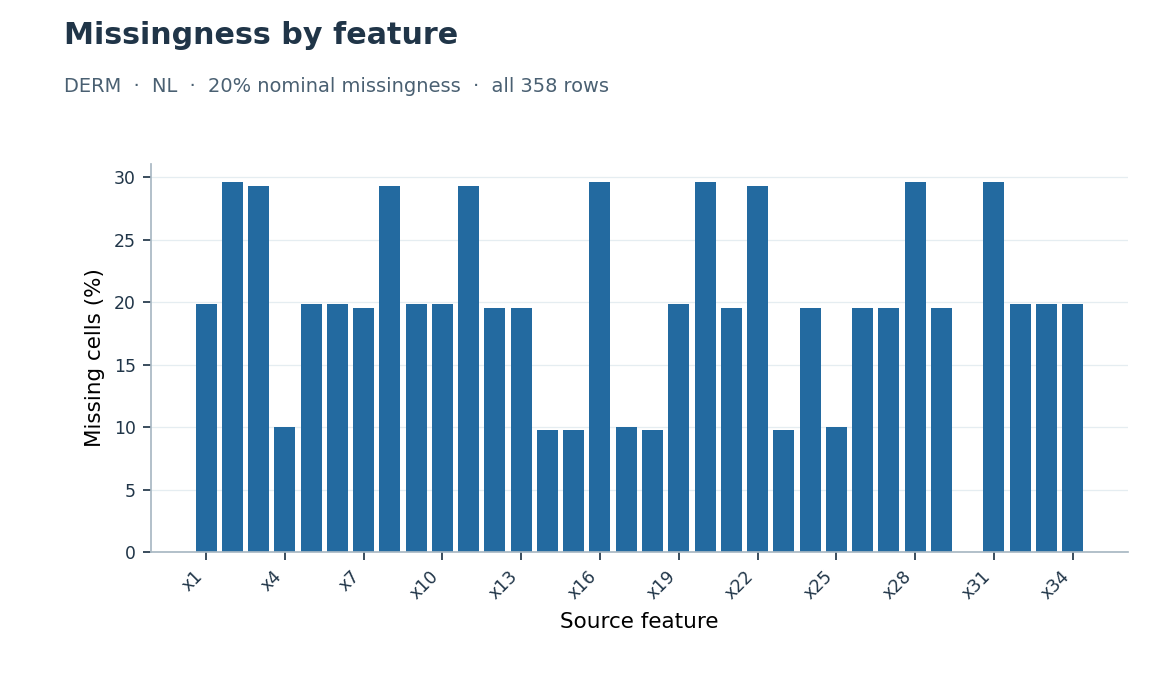 Missingness by feature
DERM · NL · 20% nominal missingness · all 358 rows
30
25
20
15
10
5
0
Missing cells (%)
x1 x4 x7 x10 x13 x16 x19 x22 x25 x28 x31 x34
Source feature